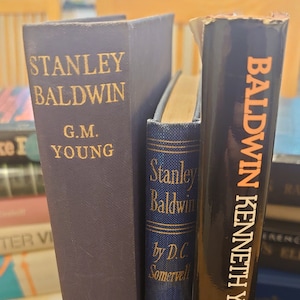 STANLEY
BALDWIN
G.M.
YOUNG
Stanley
Baldwin
by D.C.
Somervell
BALDWIN KENNETH Y